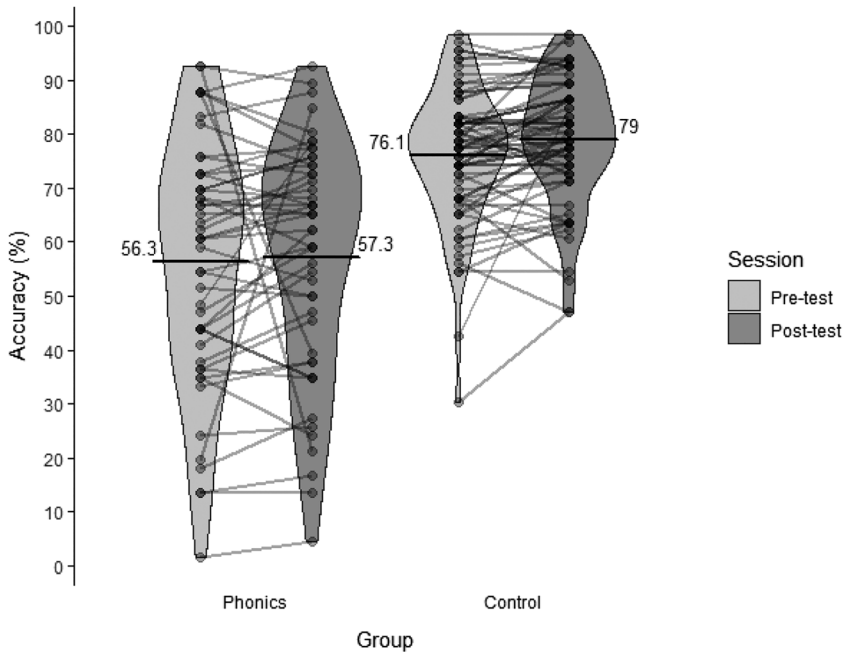 Accuracy (%)
100
90
80
70
60
50
40
30
20
10
0
56.3
57.3
76.1
79
Phonics
Control
Group
Session
Pre-test
Post-test